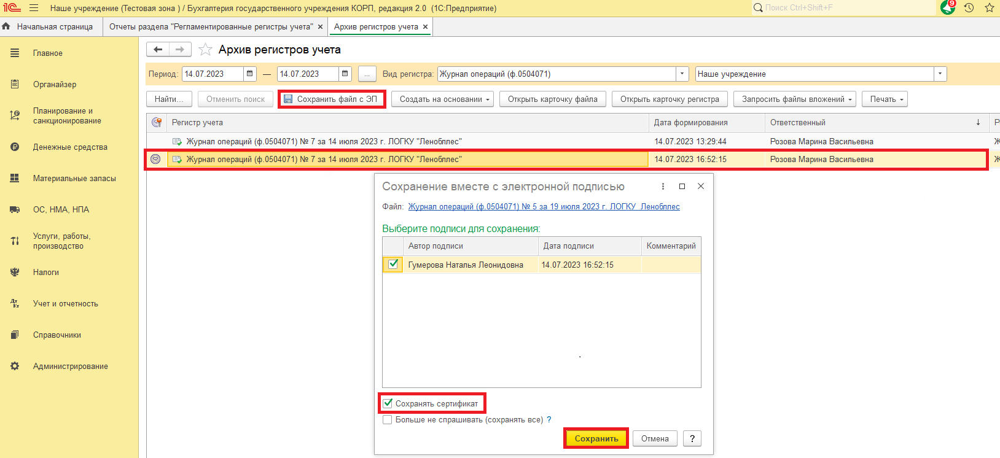 1С Наше учреждение (Тестовая зона ) / Бухгалтерия государственного учреждения КОРП, редакция 2.0 (1С:Предприятие) Поиск Ctrl+Shift+F 9
Начальная страница Отчеты раздела "Регламентированные регистры учета" × Архив регистров учета ×
Главное
Органайзер
Планирование и
санкционирование
Денежные средства
Материальные запасы
ОС, НМА, НПА
Услуги, работы,
производство
Налоги
Учет и отчетность
Справочники
Администрирование
Архив регистров учета
Период: 14.07.2023 — 14.07.2023 ... Вид регистра: Журнал операций (ф.0504071) Наше учреждение
Найти... Отменить поиск Сохранить файл с ЭП Создать на основании Открыть карточку файла Открыть карточку регистра Запросить файлы вложений Печать
Регистр учета Дата формирования Ответственный ↓ Р
Журнал операций (ф.0504071) № 7 за 14 июля 2023 г. ЛОГКУ "Ленобллес" 14.07.2023 13:29:44 Розова Марина Васильевна Ж
Журнал операций (ф.0504071) № 7 за 14 июля 2023 г. ЛОГКУ "Ленобллес" 14.07.2023 16:52:15 Розова Марина Васильевна Ж
Сохранение вместе с электронной подписью
Файл: Журнал операций (ф.0504071) № 5 за 19 июля 2023 г. ЛОГКУ_Ленобллес
Выберите подписи для сохранения:
Автор подписи Дата подписи Комментарий
Гумерова Наталья Леонидовна 14.07.2023 16:52:15
Сохранять сертификат
Больше не спрашивать (сохранять все) ?
Сохранить Отмена ?